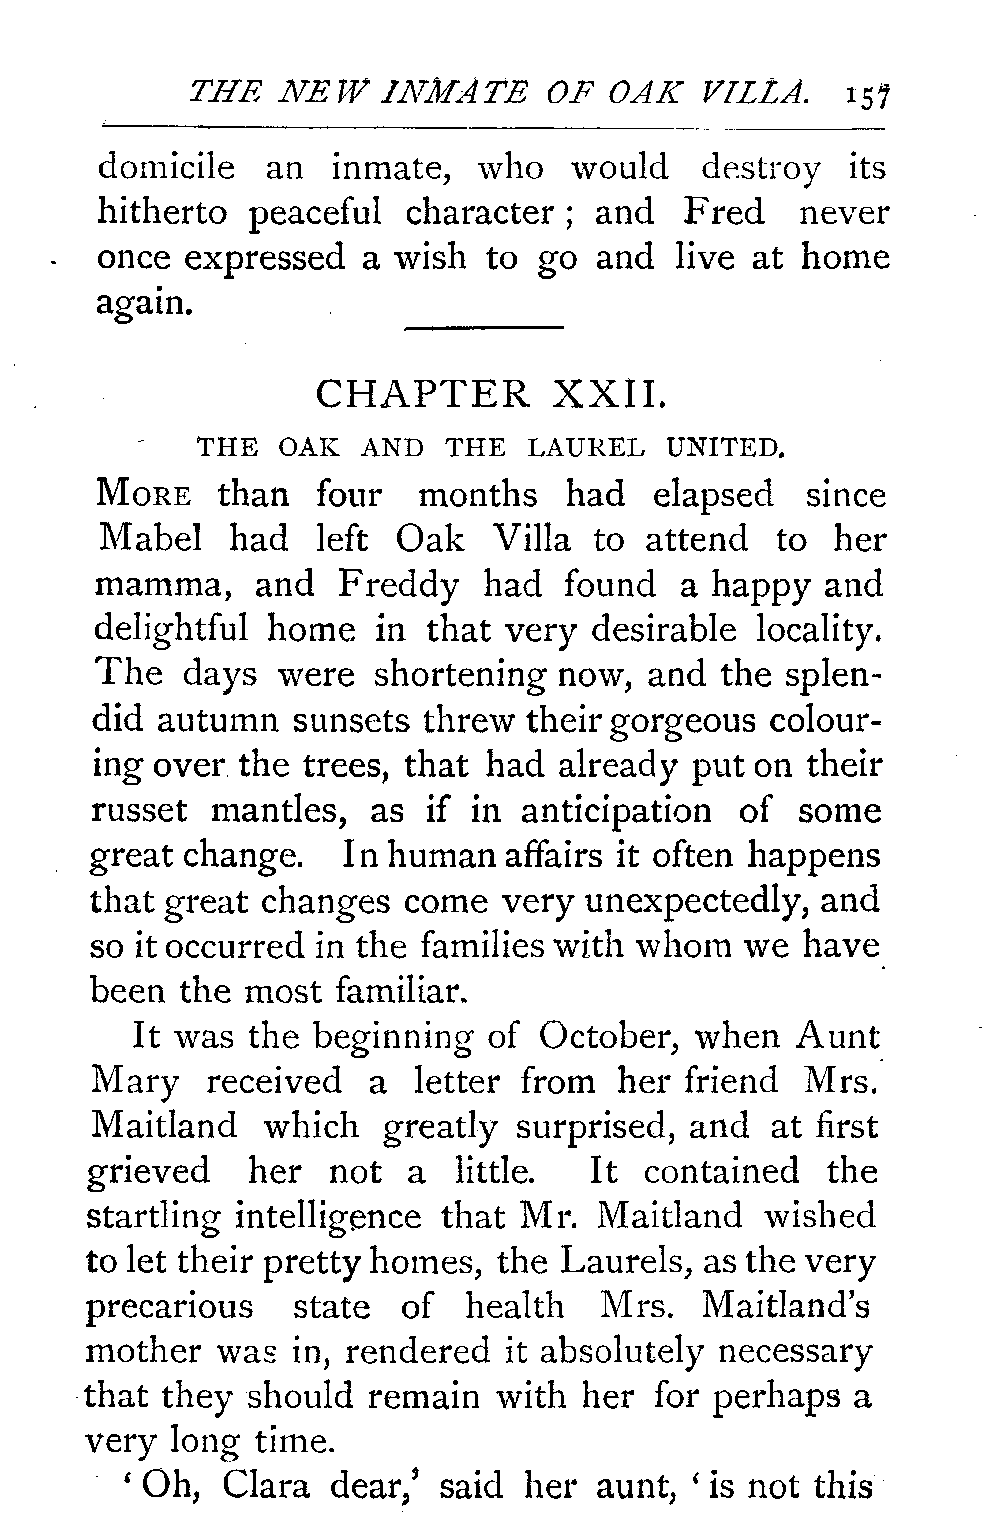 THE NEW INMATE OF OAK VILLA. 157
domicile an inmate, who would destroy its
hitherto peaceful character ; and Fred never
once expressed a wish to go and live at home
again.
CHAPTER XXII.
THE OAK AND THE LAUREL UNITED.
MORE than four months had elapsed since
Mabel had left Oak Villa to attend to her
mamma, and Freddy had found a happy and
delightful home in that very desirable locality.
The days were shortening now, and the splen-
did autumn sunsets threw their gorgeous colour-
ing over the trees, that had already put on their
russet mantles, as if in anticipation of some
great change. In human affairs it often happens
that great changes come very unexpectedly, and
so it occurred in the families with whom we have
been the most familiar.
It was the beginning of October, when Aunt
Mary received a letter from her friend Mrs.
Maitland which greatly surprised, and at first
grieved her not a little. It contained the
startling intelligence that Mr. Maitland wished
to let their pretty homes, the Laurels, as the very
precarious state of health Mrs. Maitland's
mother was in, rendered it absolutely necessary
that they should remain with her for perhaps a
very long time.
‘ Oh, Clara dear,’ said her aunt, ‘ is not this